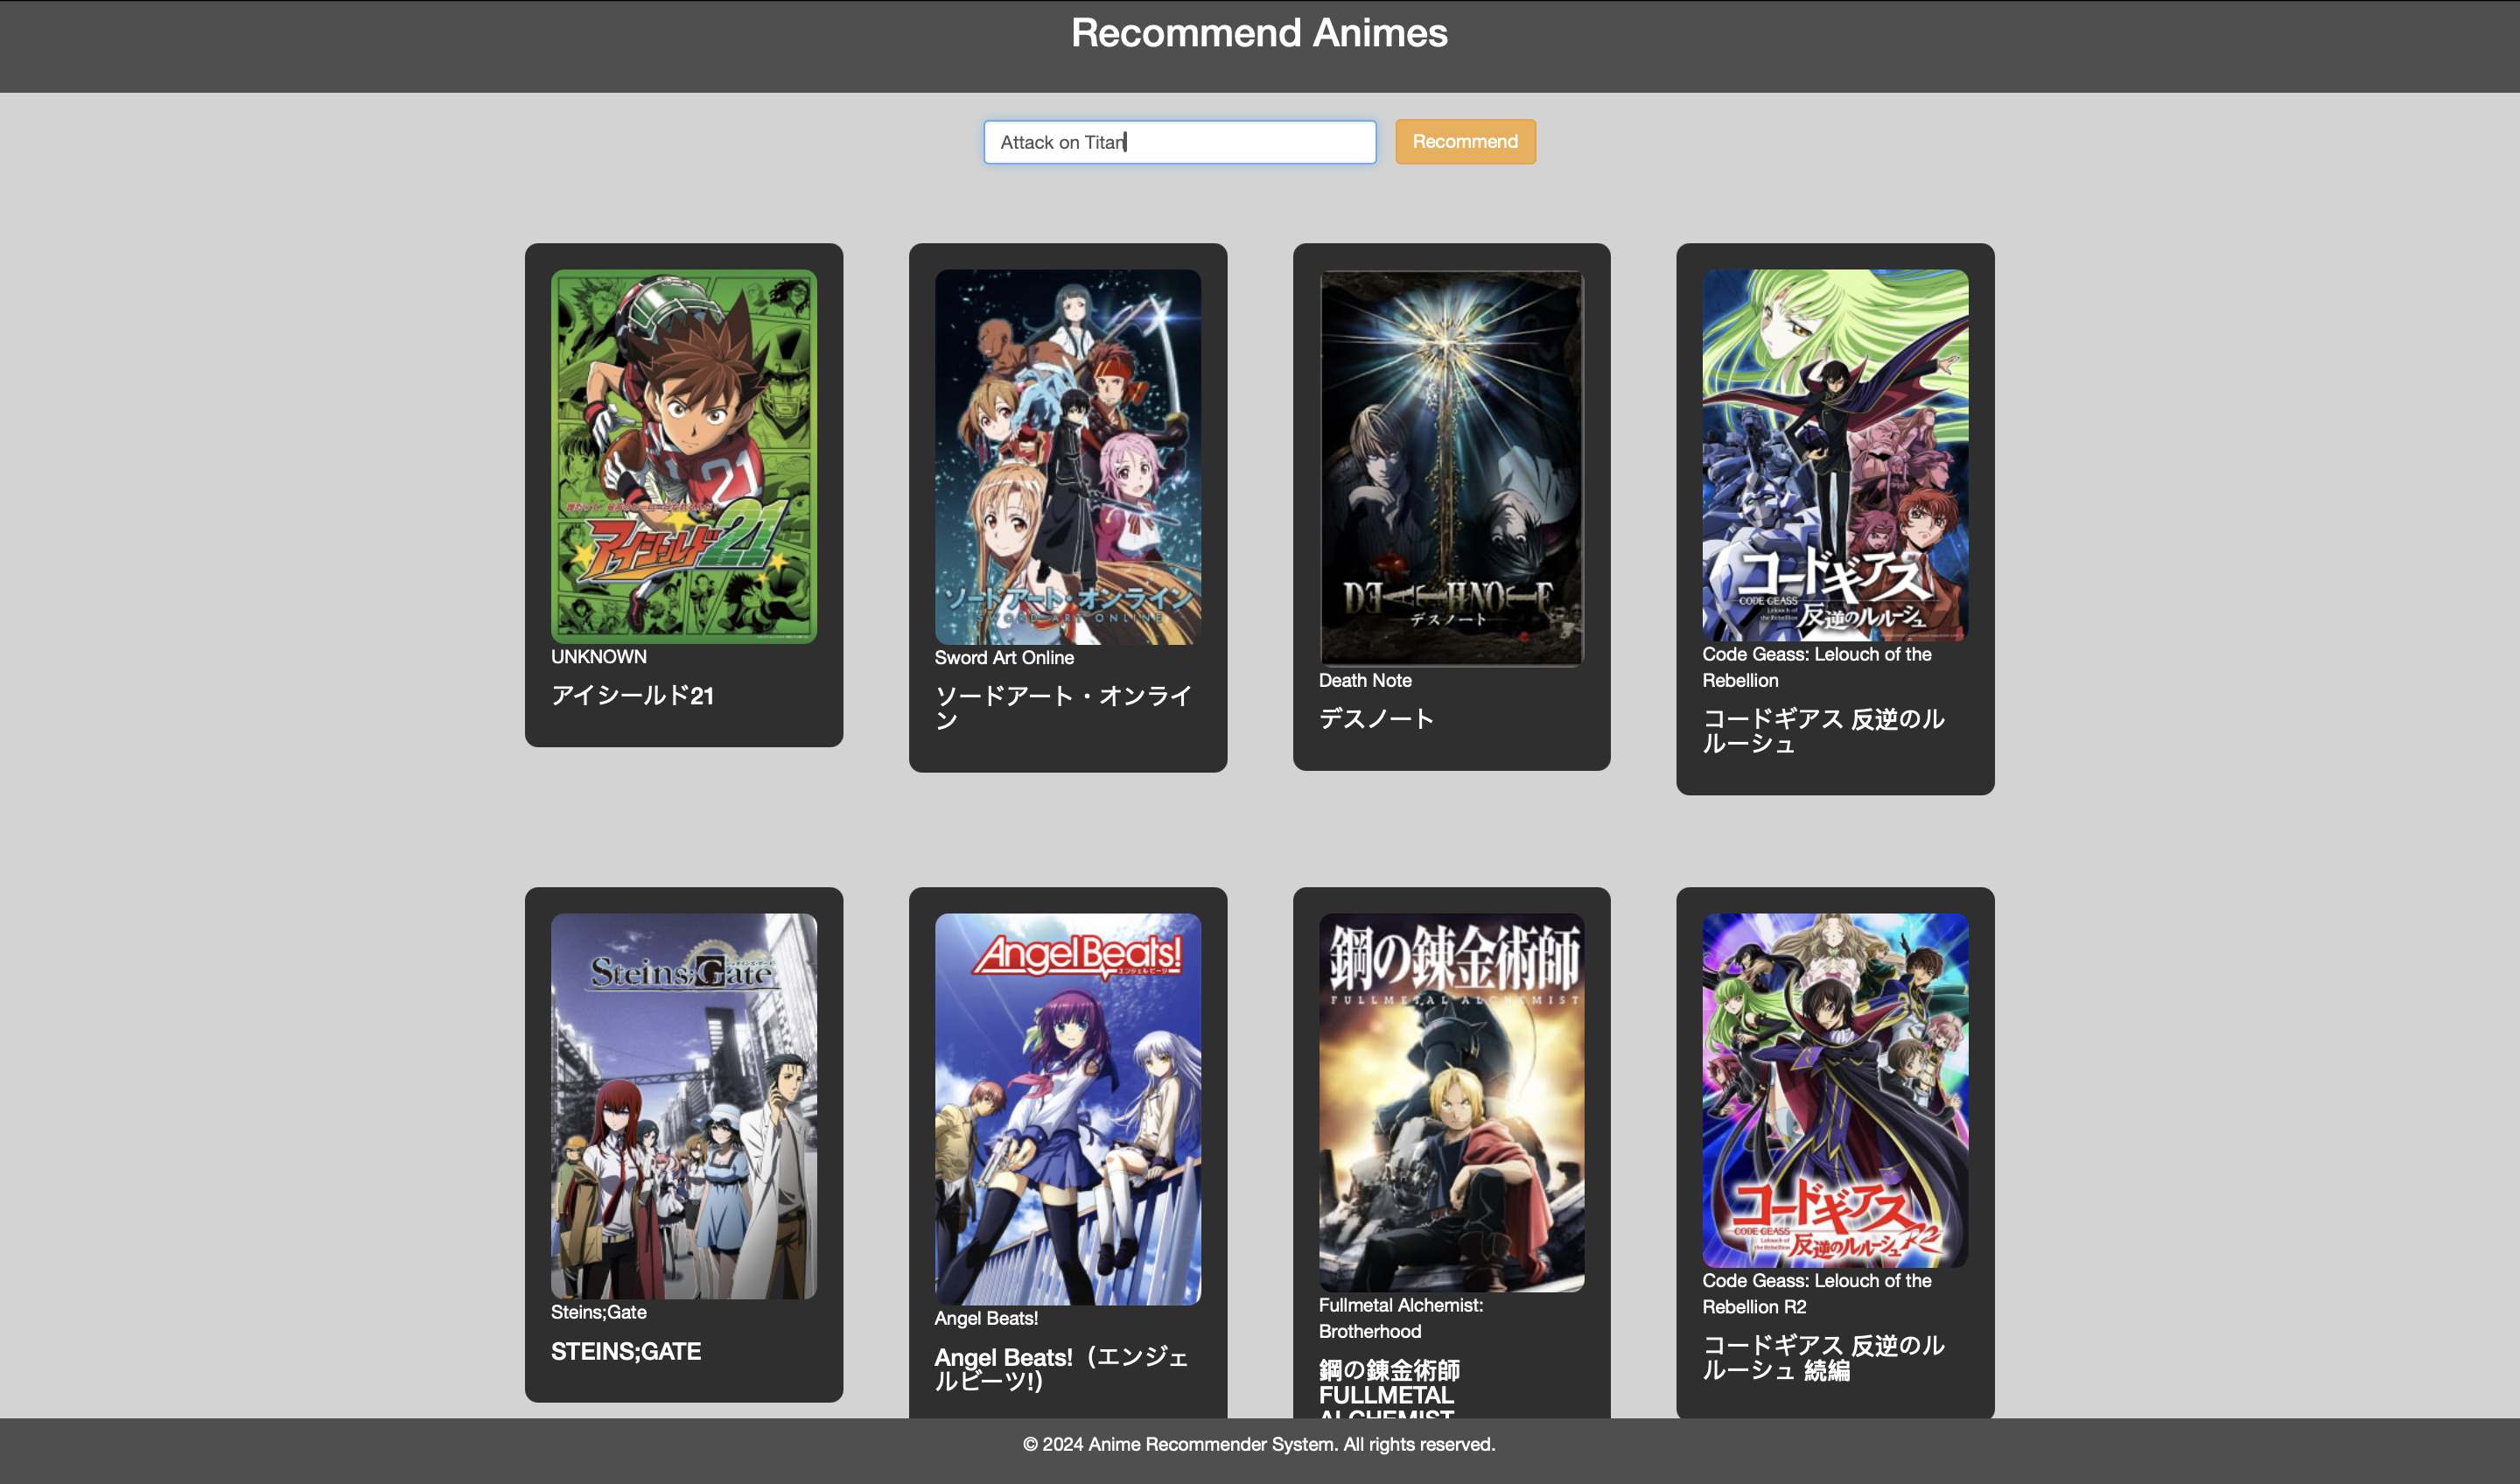 Recommend Animes
Attack on Titan
Recommend
アイシールド21
UNKNOWN
アイシールド21
ソードアート・オンライン
SWORD ART ONLINE
Sword Art Online
ソードアート・オンライ
ン
DEATH NOTE
デスノート
Death Note
デスノート
コードギアス
CODE GEASS
Lelouch of
the Rebellion
反逆のルルーシュ
Code Geass: Lelouch of the
Rebellion
コードギアス 反逆のル
ルーシュ
Steins;Gate
Steins;Gate
STEINS;GATE
Angel Beats!
エンジェルビーツ!
Angel Beats!
Angel Beats!（エンジェ
ルビーツ!）
鋼の錬金術師
FULLMETAL ALCHEMIST
Fullmetal Alchemist:
Brotherhood
鋼の錬金術師
FULLMETAL
ALCHEMIST
コードギアス
CODE GEASS
Lelouch of
the Rebellion
反逆のルルーシュ R2
Code Geass: Lelouch of the
Rebellion R2
コードギアス 反逆のル
ルーシュ 続編
© 2024 Anime Recommender System. All rights reserved.